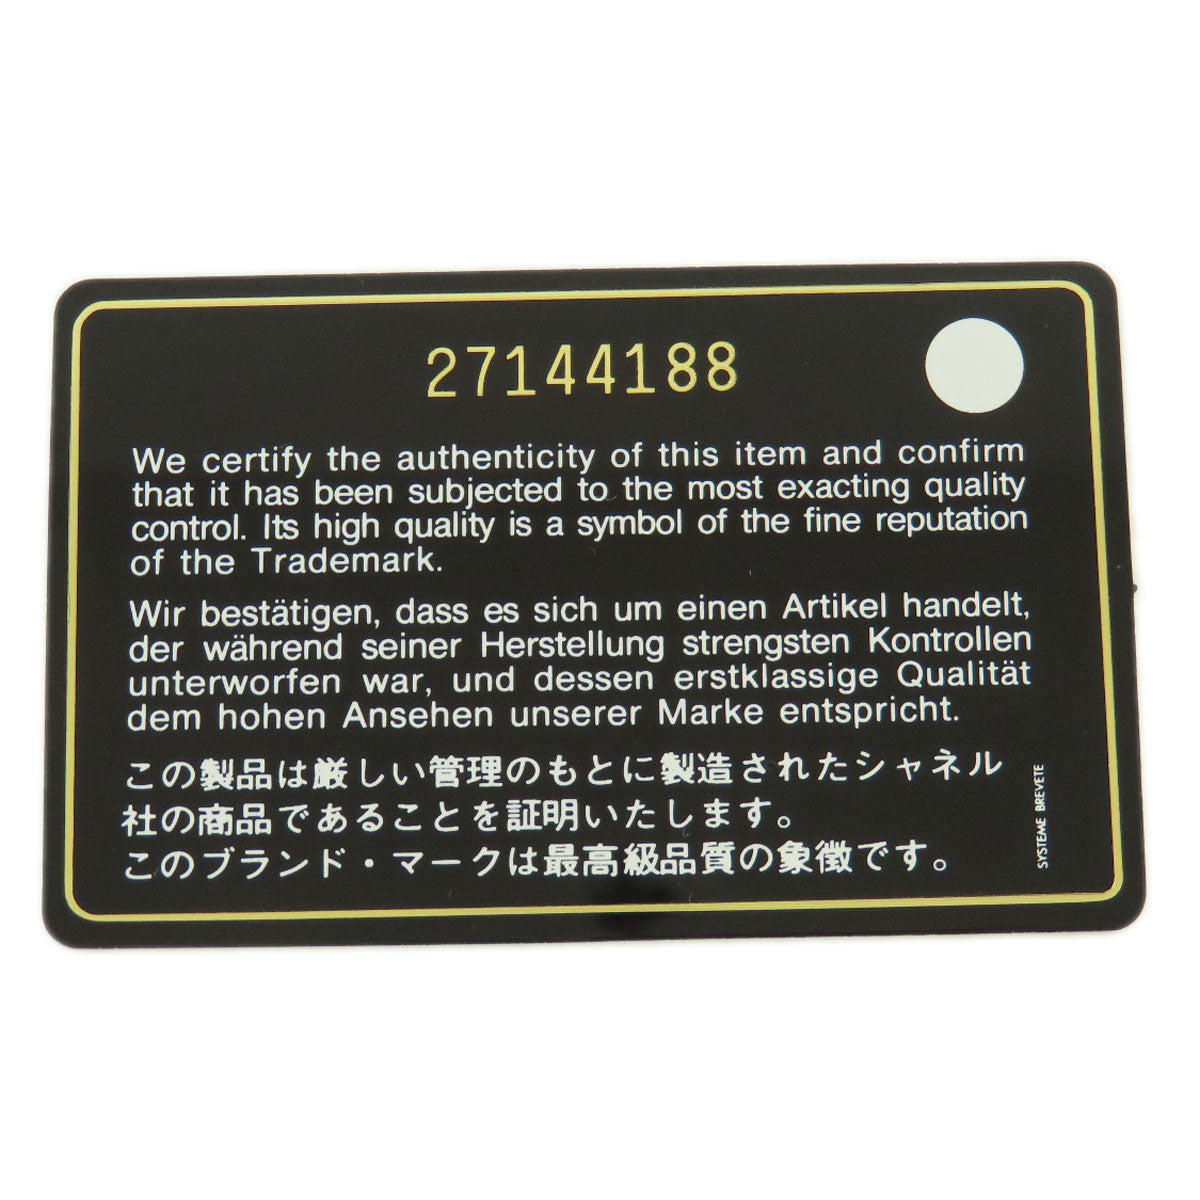 27144188
We certify the authenticity of this item and confirm
that it has been subjected to the most exacting quality
control. Its high quality is a symbol of the fine reputation
of the Trademark.
Wir bestätigen, dass es sich um einen Artikel handelt,
der während seiner Herstellung strengsten Kontrollen
unterworfen war, und dessen erstklassige Qualität
dem hohen Ansehen unserer Marke entspricht.
この製品は厳しい管理のもとに製造されたシャネル
社の商品であることを証明いたします。
このブランド・マークは最高級品質の象徴です。
SYSTEME BREVETE